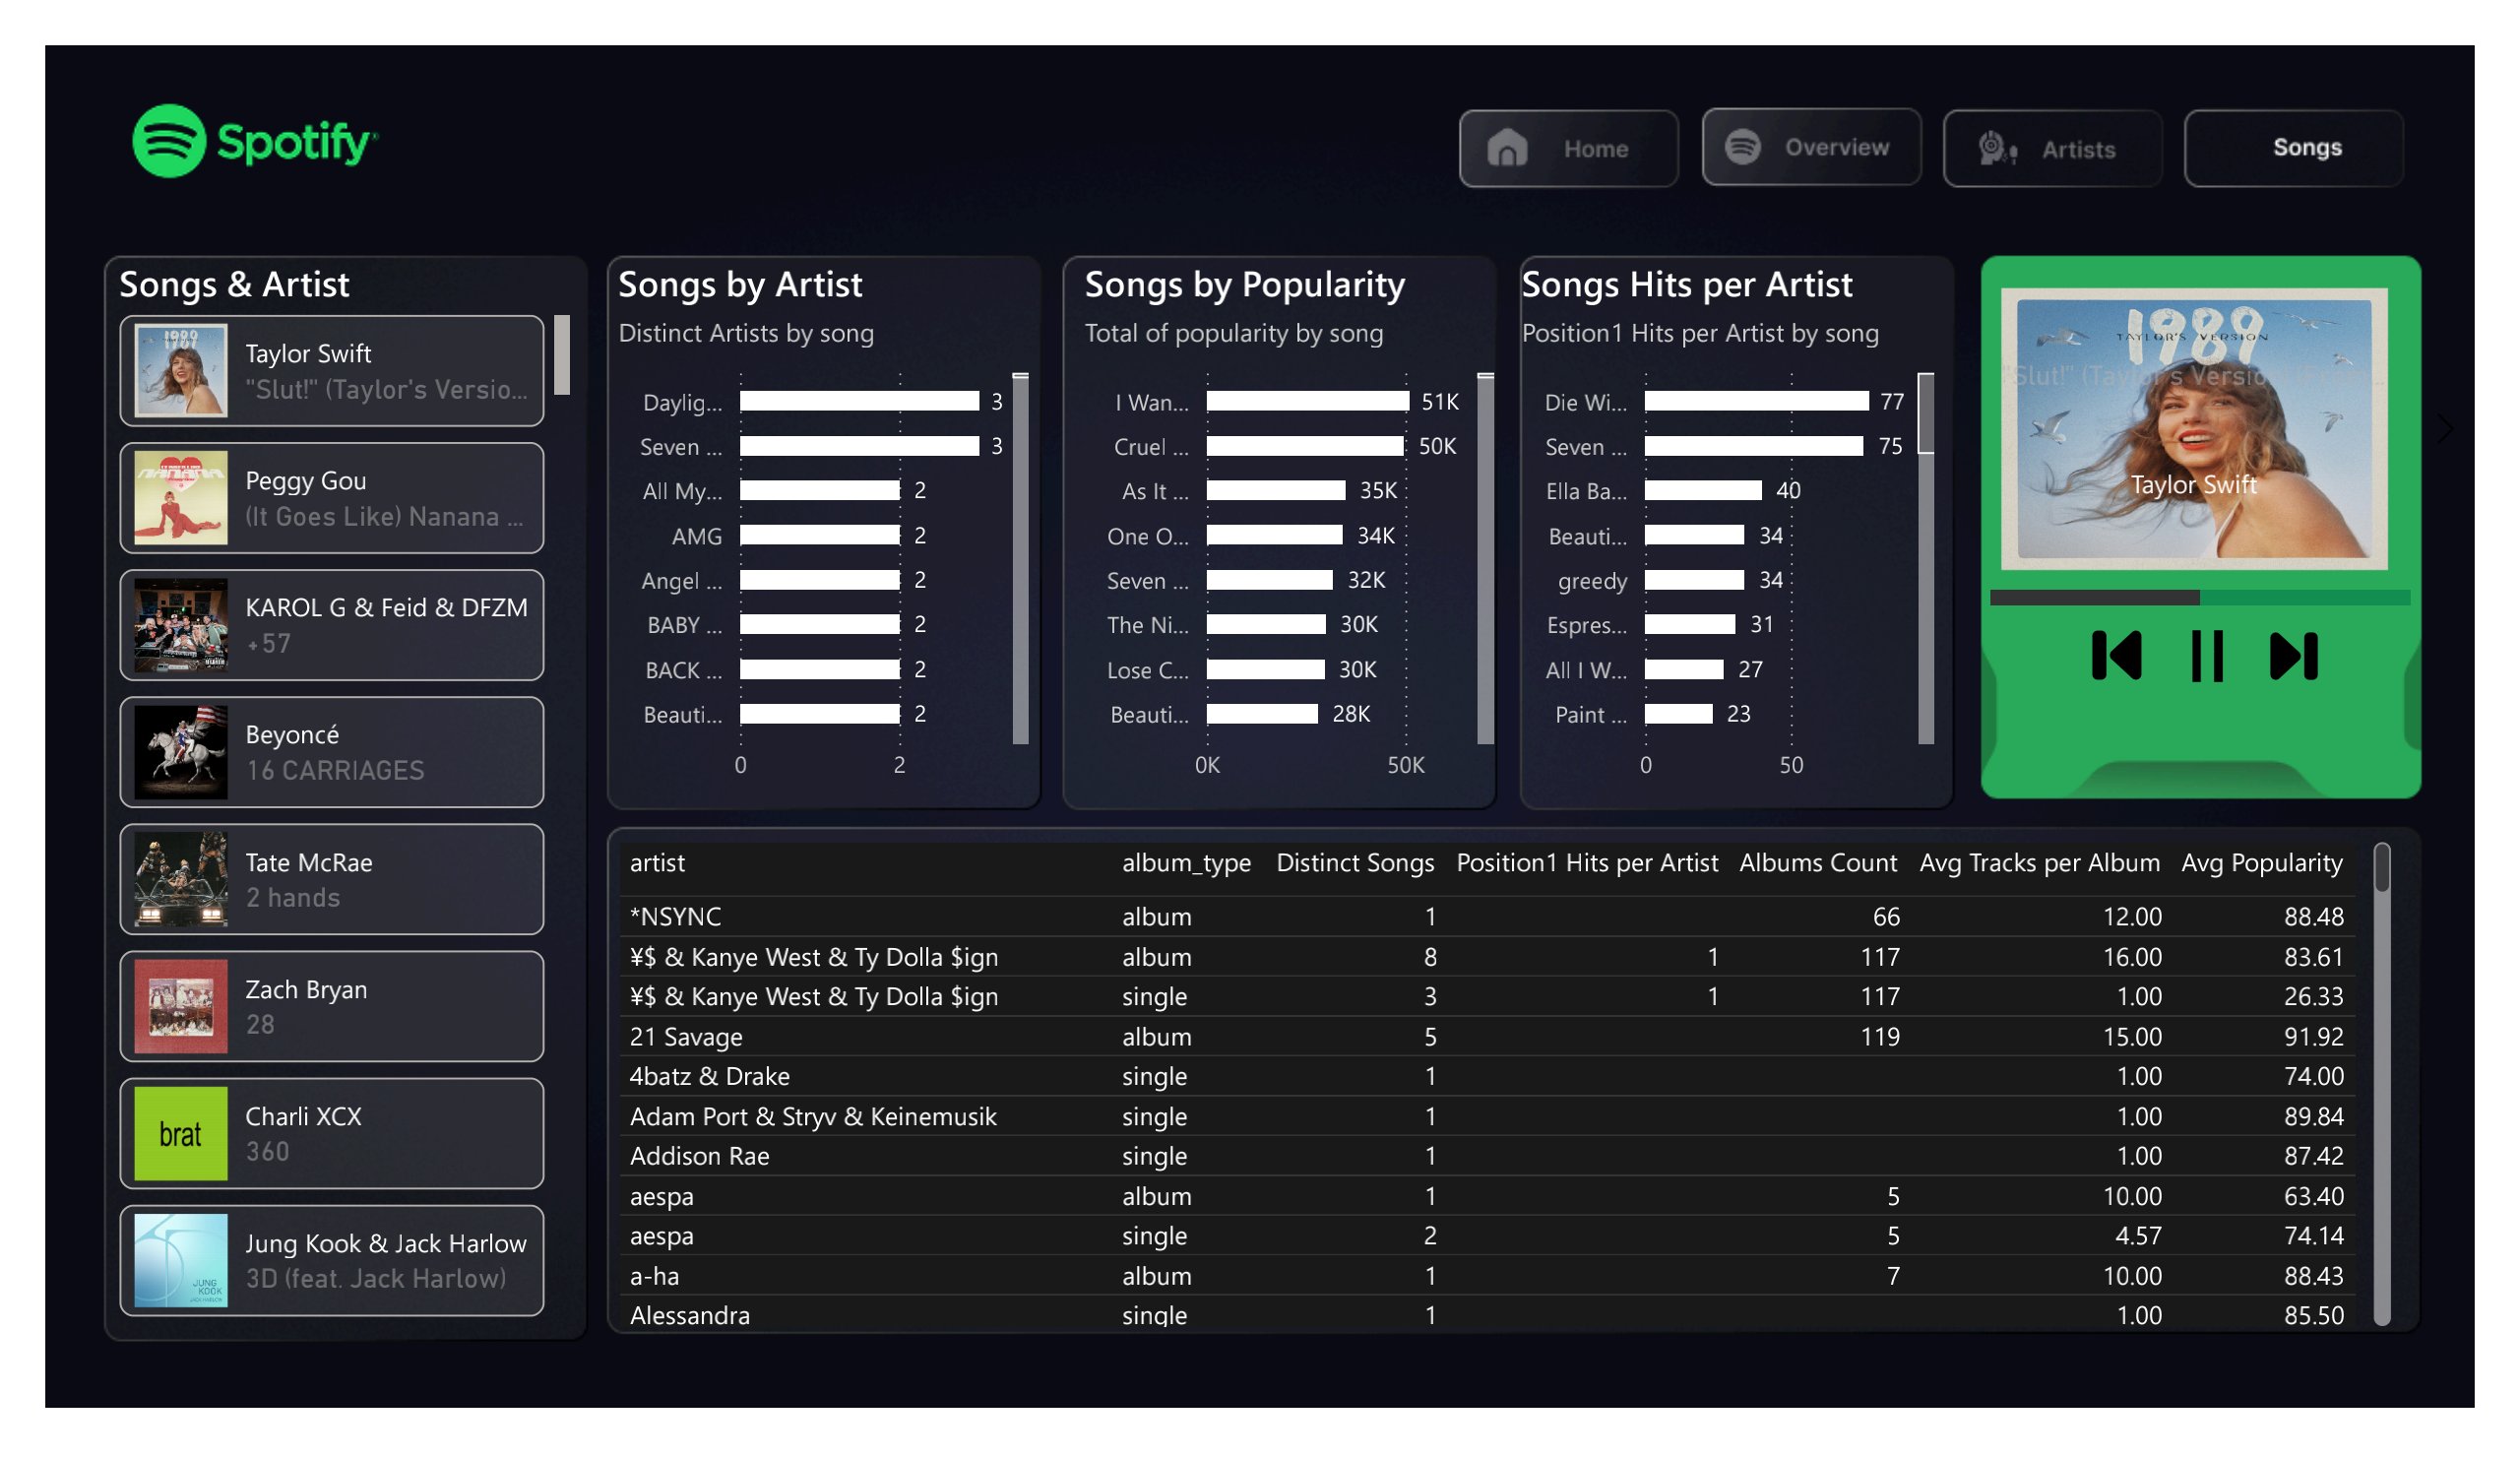 Spotify
Home
Overview
Artists
Songs
Songs & Artist
Taylor Swift
"Slut!" (Taylor's Versio...
Peggy Gou
(It Goes Like) Nanana ...
KAROL G & Feid & DFZM
+57
Beyoncé
16 CARRIAGES
Tate McRae
2 hands
Zach Bryan
28
brat
Charli XCX
360
JUNG
KOOK
Jung Kook & Jack Harlow
3D (feat. Jack Harlow)
Songs by Artist
Distinct Artists by song
Daylig... 3
Seven ... 3
All My... 2
AMG 2
Angel ... 2
BABY ... 2
BACK ... 2
Beauti... 2
0 2
Songs by Popularity
Total of popularity by song
I Wan... 51K
Cruel ... 50K
As It ... 35K
One O... 34K
Seven ... 32K
The Ni... 30K
Lose C... 30K
Beauti... 28K
0K 50K
Songs Hits per Artist
Position1 Hits per Artist by song
Die Wi... 77
Seven ... 75
Ella Ba... 40
Beauti... 34
greedy 34
Espres... 31
All I W... 27
Paint ... 23
0 50
1989
TAYLOR'S VERSION
"Slut!" (Taylor's Versio
Taylor Swift
artist album_type Distinct Songs Position1 Hits per Artist Albums Count Avg Tracks per Album Avg Popularity
*NSYNC album 1 66 12.00 88.48
¥$ & Kanye West & Ty Dolla $ign album 8 1 117 16.00 83.61
¥$ & Kanye West & Ty Dolla $ign single 3 1 117 1.00 26.33
21 Savage album 5 119 15.00 91.92
4batz & Drake single 1 1.00 74.00
Adam Port & Stryv & Keinemusik single 1 1.00 89.84
Addison Rae single 1 1.00 87.42
aespa album 1 5 10.00 63.40
aespa single 2 5 4.57 74.14
a-ha album 1 7 10.00 88.43
Alessandra single 1 1.00 85.50